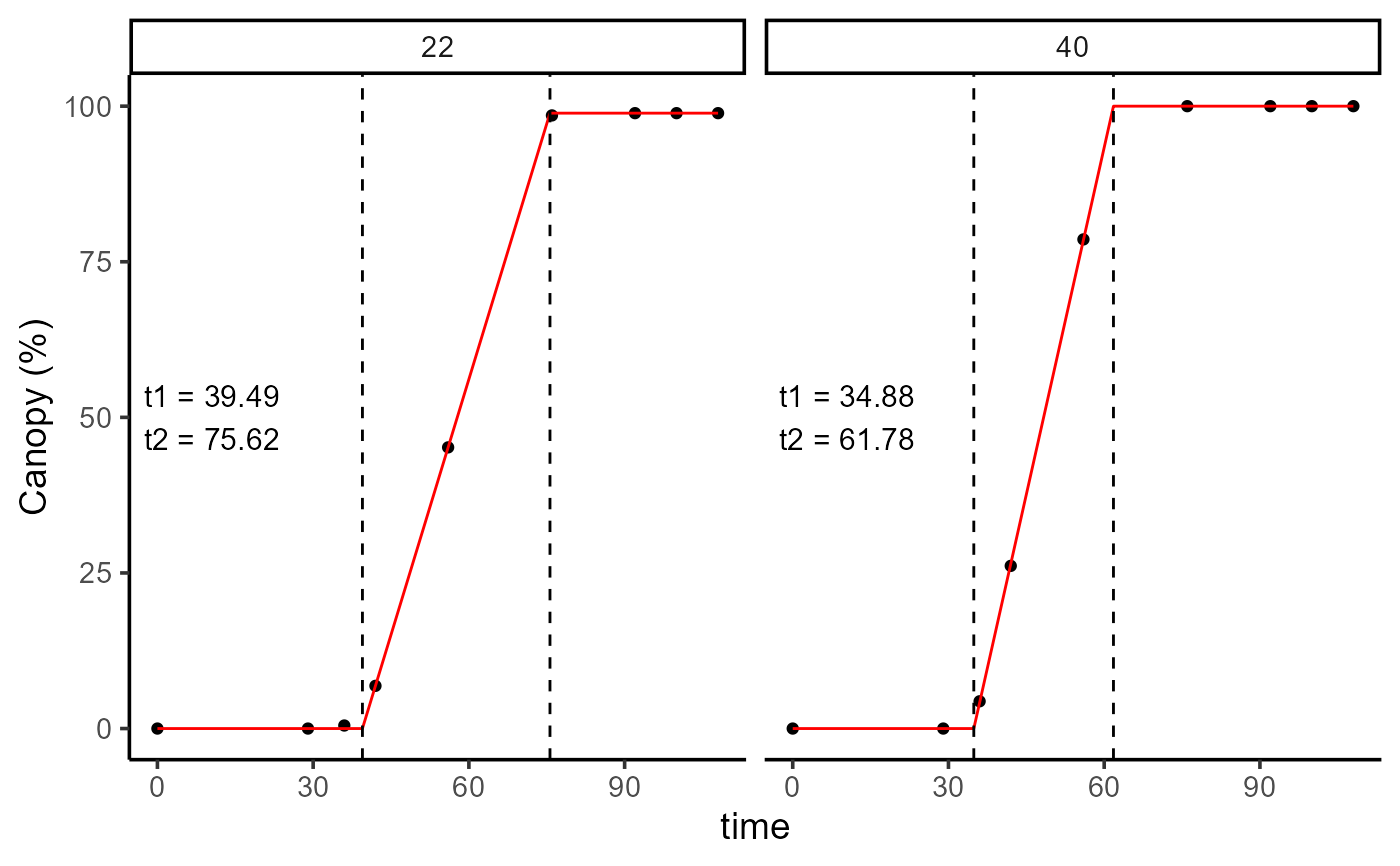 22
40
100
75
50
25
0
Canopy (%)
t1 = 39.49
t2 = 75.62
t1 = 34.88
t2 = 61.78
0 30 60 90
0 30 60 90
time